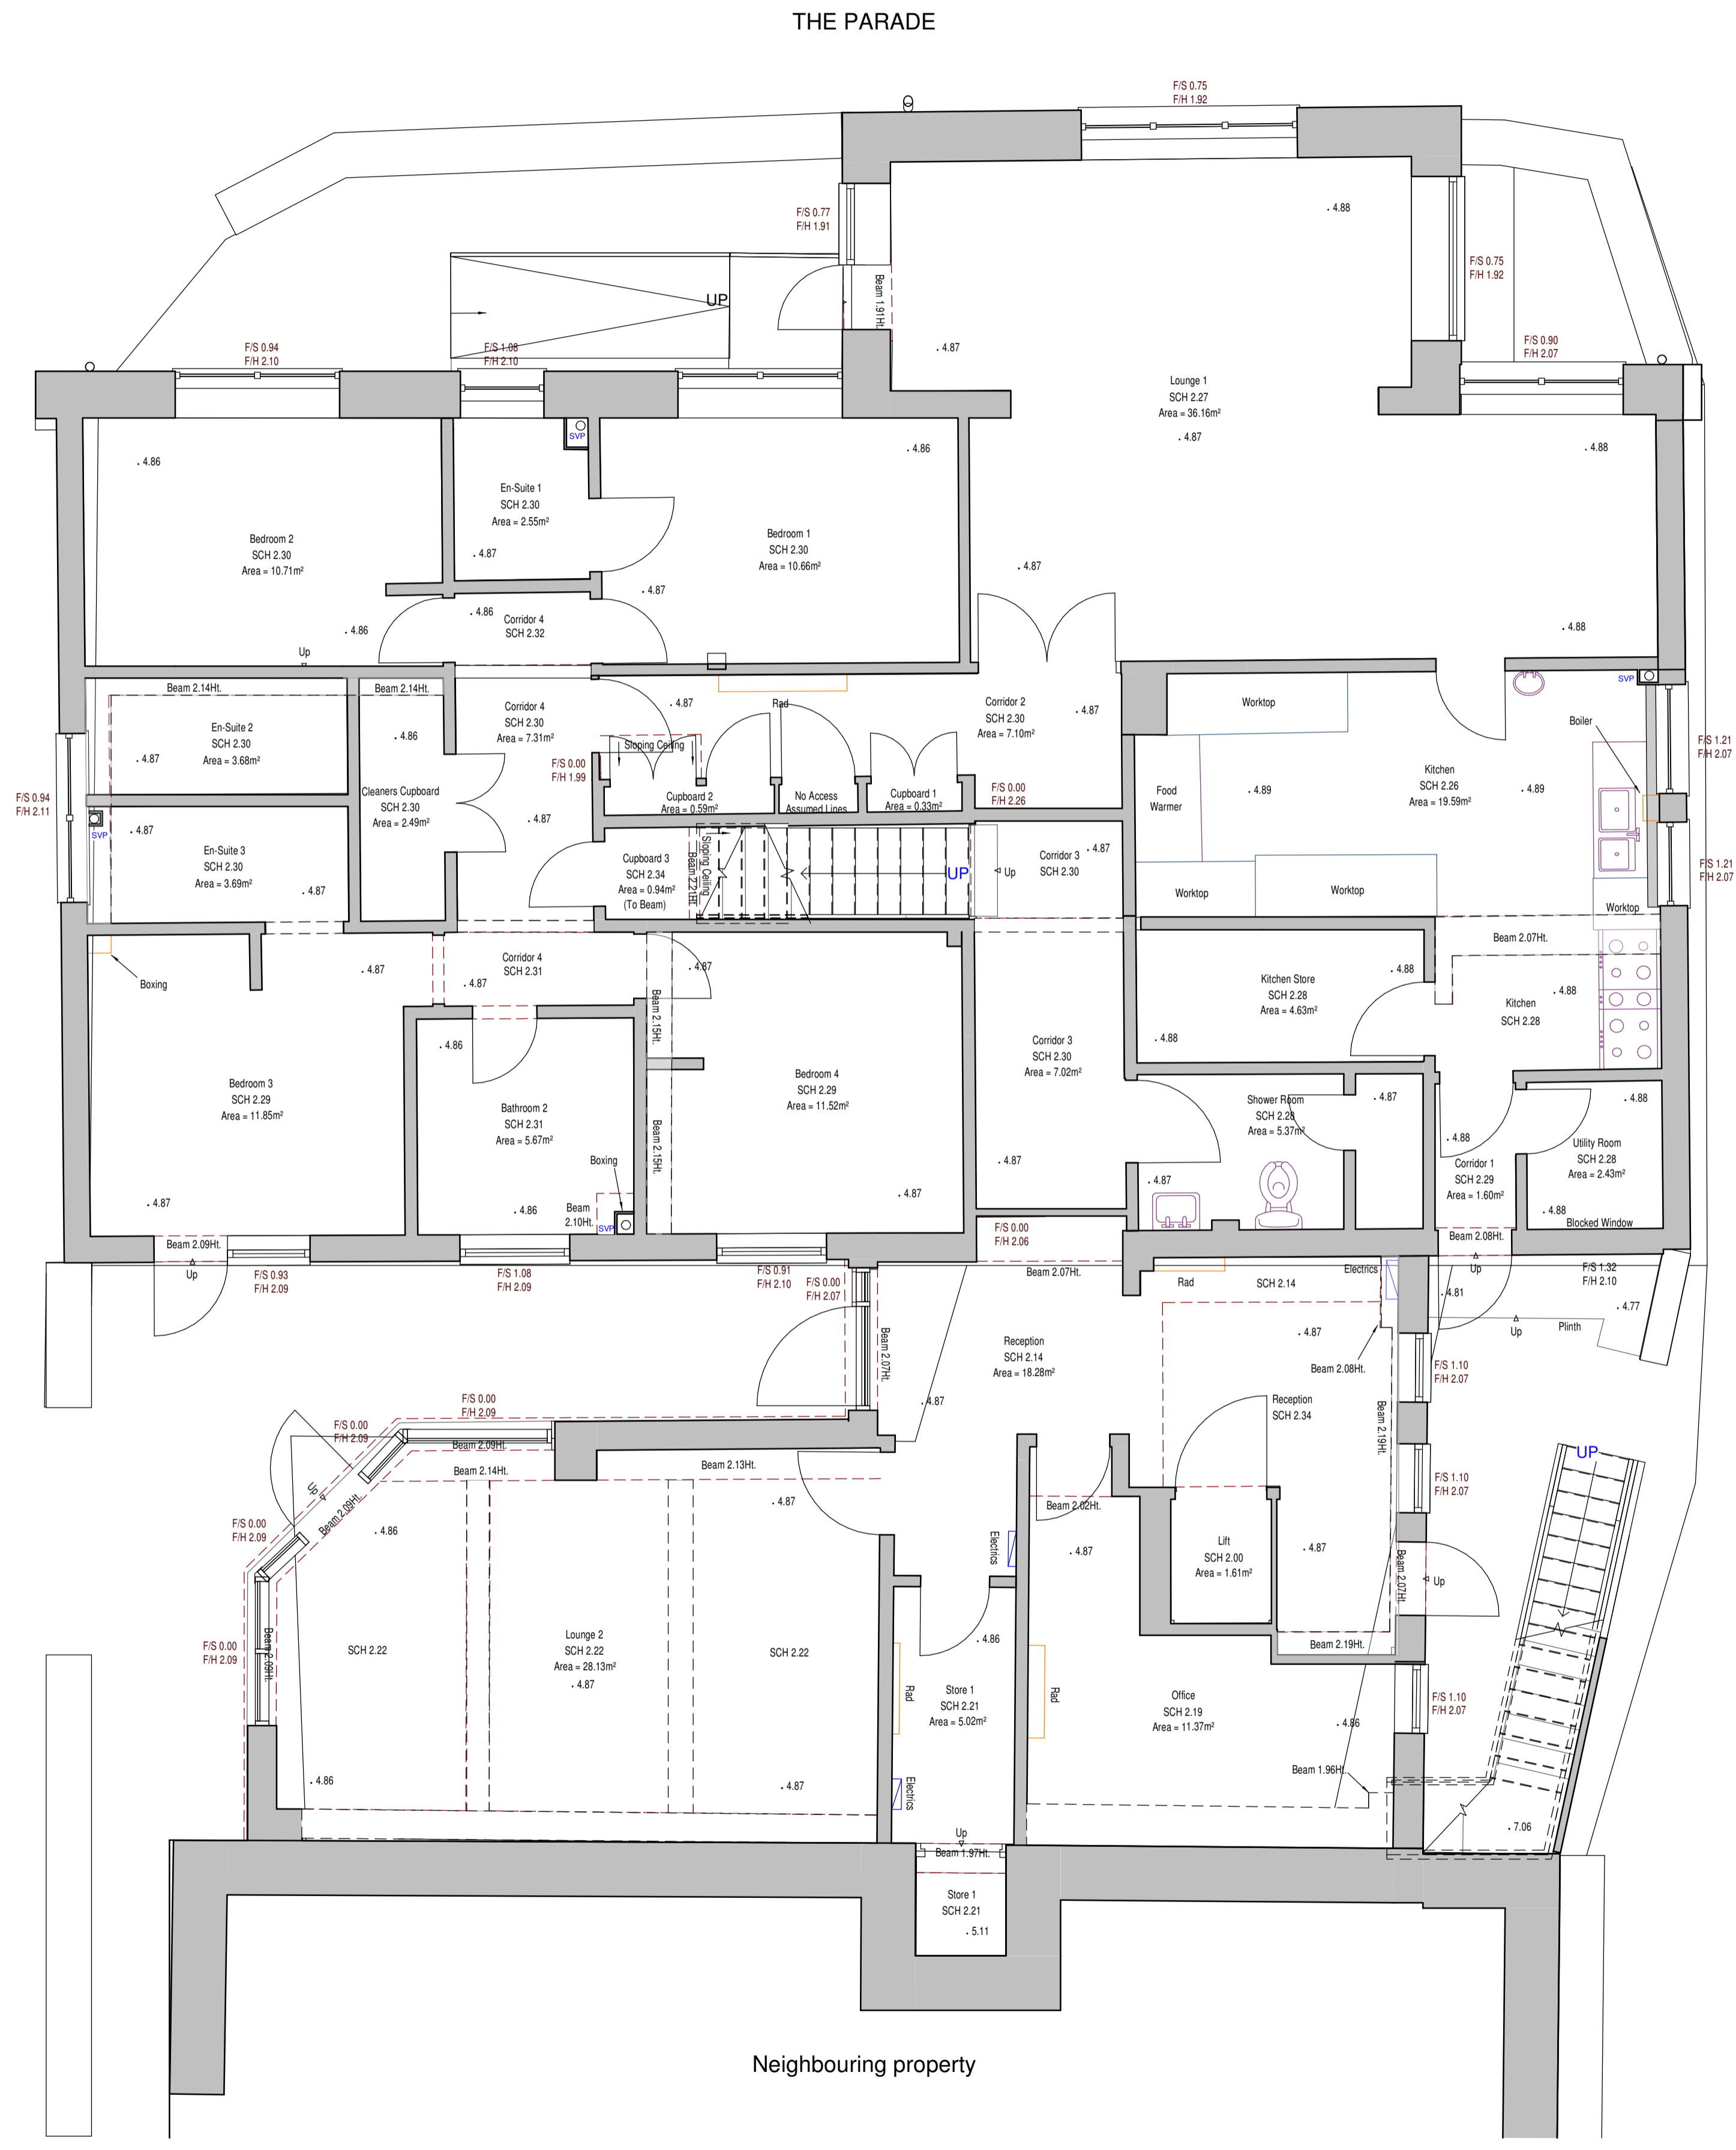 THE PARADE
F/S 0.75
F/H 1.92
F/S 0.77
F/H 1.91
. 4.88
Beam 1.91Ht.
F/S 0.75
F/H 1.92
UP
F/S 0.94
F/H 2.10
F/S 1.08
F/H 2.10
. 4.87
F/S 0.90
F/H 2.07
Lounge 1
SCH 2.27
Area = 36.16m²
. 4.87
. 4.86
SVP
. 4.86
. 4.88
En-Suite 1
SCH 2.30
Area = 2.55m²
. 4.87
Bedroom 2
SCH 2.30
Area = 10.71m²
Bedroom 1
SCH 2.30
Area = 10.66m²
. 4.87
. 4.87
. 4.86
Corridor 4
SCH 2.32
. 4.86
. 4.88
Up
Beam 2.14Ht.
Beam 2.14Ht.
SVP
En-Suite 2
SCH 2.30
Area = 3.68m²
. 4.87
. 4.86
Corridor 4
SCH 2.30
Area = 7.31m²
. 4.87
Rad
Corridor 2
SCH 2.30
Area = 7.10m²
. 4.87
Worktop
Boiler
Sloping Ceiling
F/S 0.00
F/H 1.99
F/S 1.21
F/H 2.07
F/S 0.94
F/H 2.11
Cleaners Cupboard
SCH 2.30
Area = 2.49m²
. 4.87
Cupboard 2
Area = 0.59m²
No Access
Assumed Lines
Cupboard 1
Area = 0.33m²
F/S 0.00
F/H 2.26
Food
Warmer
. 4.89
Kitchen
SCH 2.26
Area = 19.59m²
. 4.89
. 4.87
SVP
En-Suite 3
SCH 2.30
Area = 3.69m²
. 4.87
Cupboard 3
SCH 2.34
Area = 0.94m²
(To Beam)
Beam 2.21Ht.
Sloping Ceiling
UP
Up
Corridor 3
SCH 2.30
. 4.87
F/S 1.21
F/H 2.07
Worktop
Worktop
Worktop
Beam 2.07Ht.
Boxing
. 4.87
Corridor 4
SCH 2.31
. 4.87
. 4.87
Beam 2.15Ht.
Kitchen Store
SCH 2.28
Area = 4.63m²
. 4.88
. 4.88
Kitchen
SCH 2.28
. 4.88
. 4.86
Corridor 3
SCH 2.30
Area = 7.02m²
Bedroom 3
SCH 2.29
Area = 11.85m²
Bathroom 2
SCH 2.31
Area = 5.67m²
Bedroom 4
SCH 2.29
Area = 11.52m²
Beam 2.15Ht.
Shower Room
SCH 2.28
Area = 5.37m²
. 4.87
. 4.88
. 4.88
Utility Room
SCH 2.28
Area = 2.43m²
Boxing
. 4.87
. 4.87
Corridor 1
SCH 2.29
Area = 1.60m²
. 4.87
. 4.86
Beam
2.10Ht.
SVP
. 4.87
. 4.88
Blocked Window
Beam 2.09Ht.
Up
F/S 0.93
F/H 2.09
F/S 1.08
F/H 2.09
F/S 0.91
F/H 2.10
F/S 0.00
F/H 2.07
F/S 0.00
F/H 2.06
Beam 2.07Ht.
Beam 2.08Ht.
Up
Rad
SCH 2.14
Electrics
F/S 1.32
F/H 2.10
. 4.81
. 4.77
Plinth
Up
Beam 2.07Ht.
Reception
SCH 2.14
Area = 18.28m²
. 4.87
Beam 2.08Ht.
F/S 1.10
F/H 2.07
. 4.87
Reception
SCH 2.34
Beam 2.19Ht.
F/S 0.00
F/H 2.09
F/S 0.00
F/H 2.09
Beam 2.09Ht.
Beam 2.14Ht.
Beam 2.13Ht.
UP
F/S 1.10
F/H 2.07
Up
Beam 2.09Ht.
. 4.86
. 4.87
Beam 2.02Ht.
F/S 0.00
F/H 2.09
Electrics
. 4.87
Lift
SCH 2.00
Area = 1.61m²
. 4.87
Beam 2.07Ht.
Up
F/S 0.00
F/H 2.09
Beam 2.09Ht.
SCH 2.22
Lounge 2
SCH 2.22
Area = 28.13m²
. 4.87
SCH 2.22
. 4.86
Beam 2.19Ht.
Rad
Store 1
SCH 2.21
Area = 5.02m²
Rad
Office
SCH 2.19
Area = 11.37m²
. 4.86
F/S 1.10
F/H 2.07
. 4.86
. 4.87
Electrics
Beam 1.96Ht.
. 7.06
Up
Beam 1.97Ht.
Store 1
SCH 2.21
. 5.11
Neighbouring property